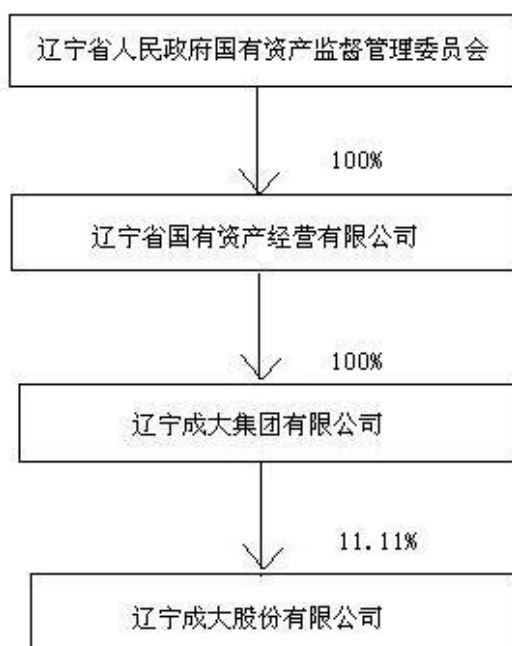 辽宁省人民政府国有资产监督管理委员会
100%
辽宁省国有资产经营有限公司
100%
辽宁成大集团有限公司
11.11%
辽宁成大股份有限公司